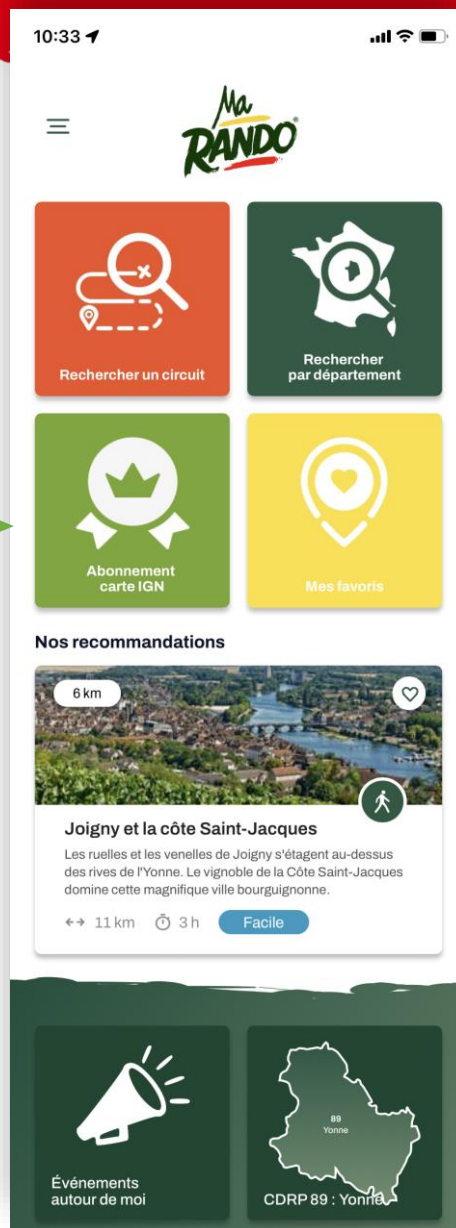 10:33
Ma
RANDO
Rechercher un circuit
Rechercher
par département
Abonnement
carte IGN
Mes favoris
Nos recommandations
6 km
Joigny et la côte Saint-Jacques
Les ruelles et les venelles de Joigny s'étagent au-dessus
des rives de l'Yonne. Le vignoble de la Côte Saint-Jacques
domine cette magnifique ville bourguignonne.
11 km 3 h Facile
89
Yonne
Événements
autour de moi
CDRP 89 : Yonne